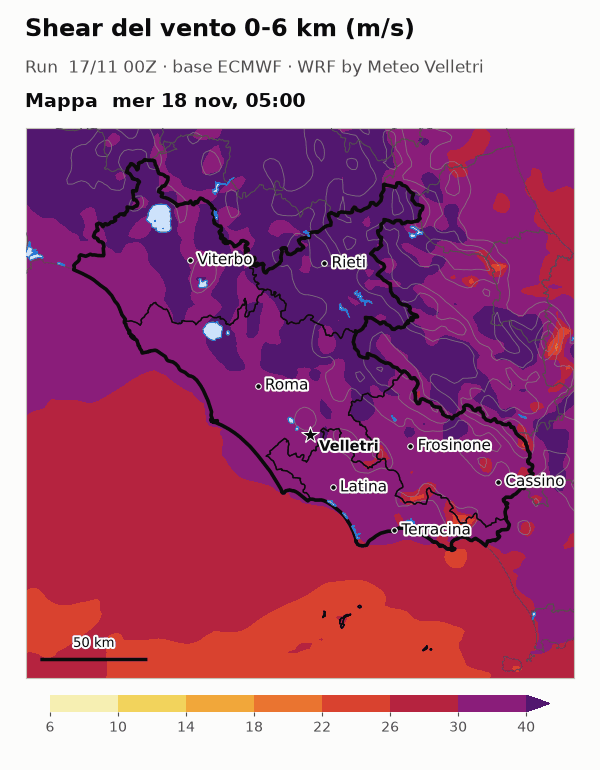 Shear del vento 0-6 km (m/s)
Run 17/11 00Z · base ECMWF · WRF by Meteo Velletri
Mappa mer 18 nov, 05:00
Viterbo
Rieti
Roma
Velletri
Frosinone
Cassino
Latina
Terracina
50 km
6 10 14 18 22 26 30 40